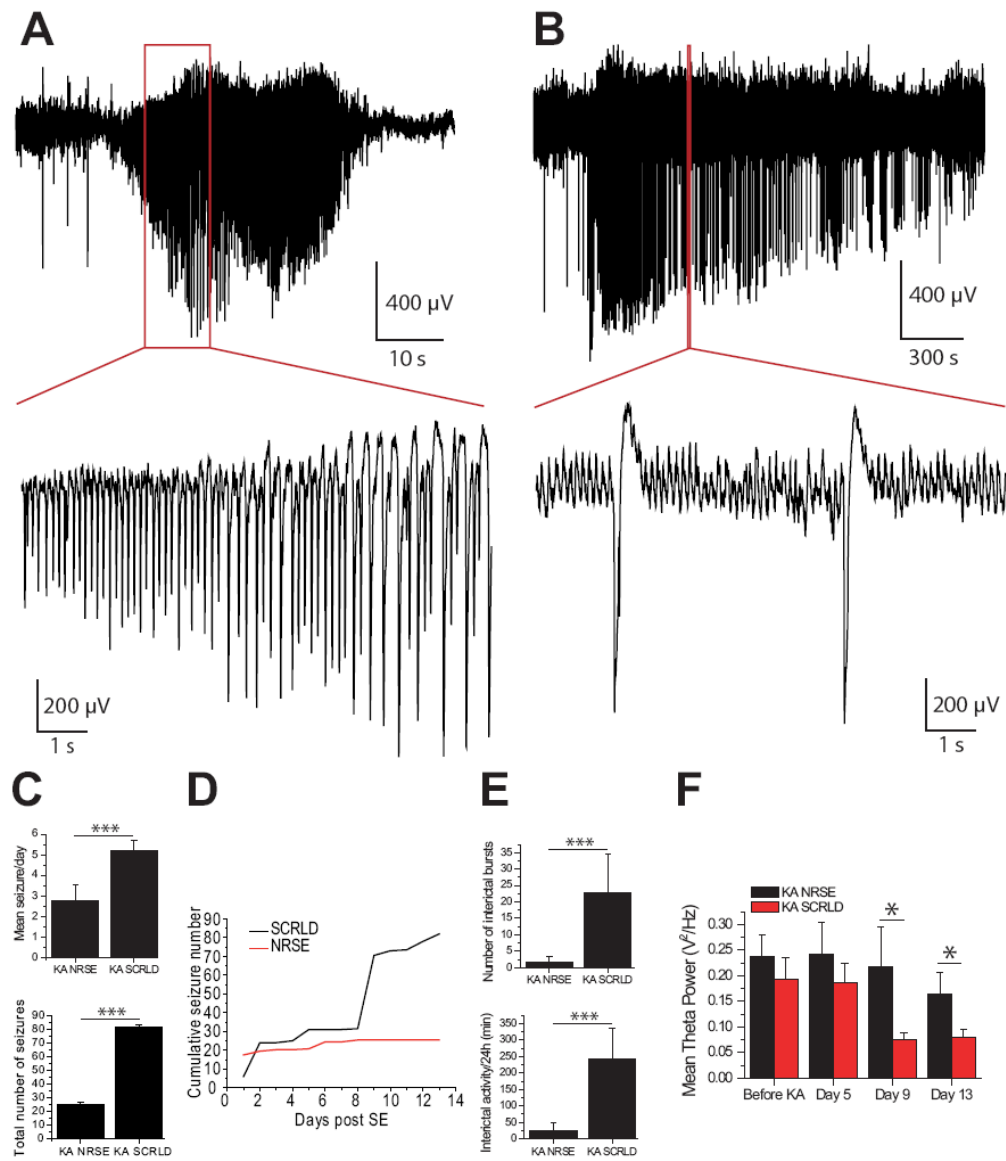 A
B
400 µV
10 s
400 µV
300 s
200 µV
1 s
200 µV
1 s
C
***
Mean seizure/day
6
5
4
3
2
1
0
KA NRSE KA SCRLD
***
Total number of seizures
90
80
70
60
50
40
30
20
10
0
KA NRSE KA SCRLD
D
Cumulative seizure number
90
80
70
60
50
40
30
20
10
0
SCRLD
NRSE
0 2 4 6 8 10 12 14
Days post SE
E
***
Number of interictal bursts
35
30
25
20
15
10
5
0
KA NRSE KA SCRLD
***
Interictal activity/24h (min)
350
300
250
200
150
100
50
0
KA NRSE KA SCRLD
F
KA NRSE
KA SCRLD
*
*
Mean Theta Power (V²/Hz)
0.30
0.25
0.20
0.15
0.10
0.05
0.00
Before KA Day 5 Day 9 Day 13